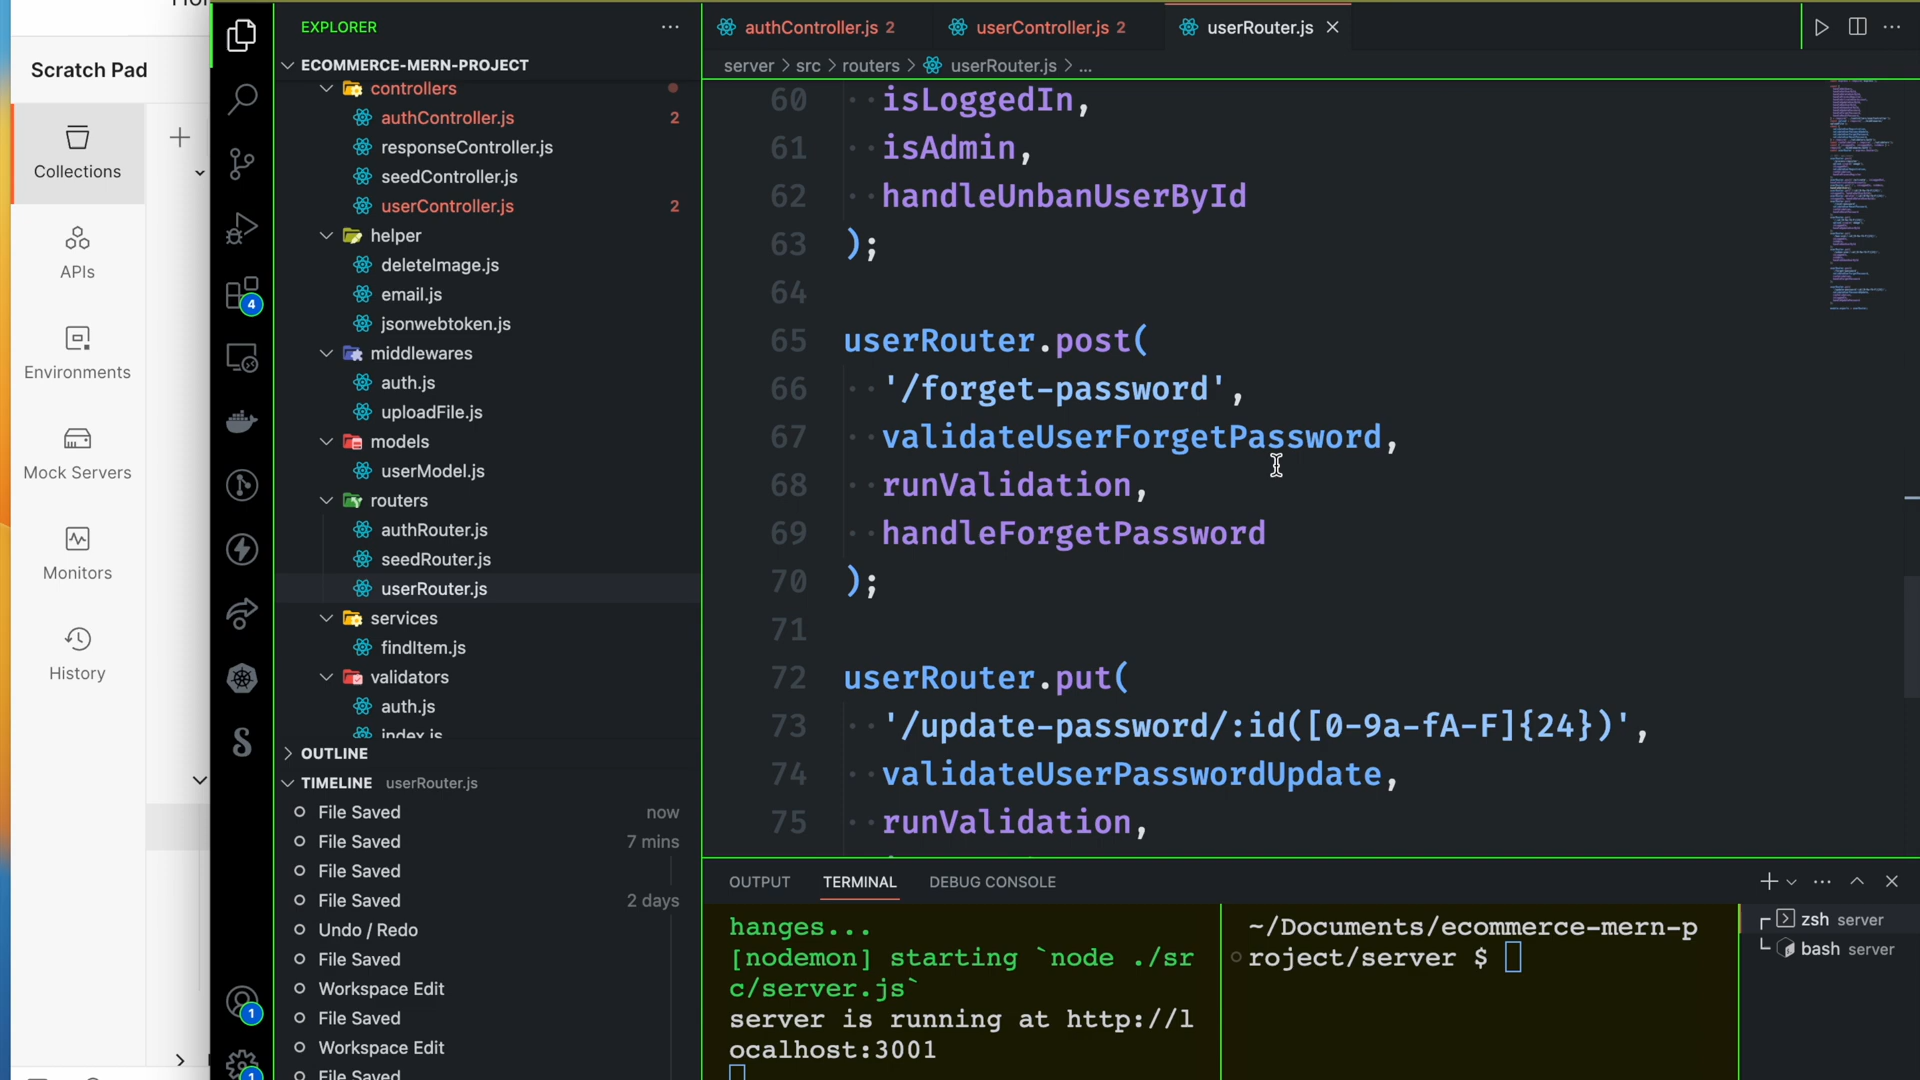 Scratch Pad
Collections
APIs
Environments
Mock Servers
Monitors
History
4
1
1
EXPLORER
ECOMMERCE-MERN-PROJECT
controllers
authController.js 2
responseController.js
seedController.js
userController.js 2
helper
deleteImage.js
email.js
jsonwebtoken.js
middlewares
auth.js
uploadFile.js
models
userModel.js
routers
authRouter.js
seedRouter.js
userRouter.js
services
findItem.js
validators
auth.js
index.js
OUTLINE
TIMELINE userRouter.js
File Saved now
File Saved 7 mins
File Saved
File Saved 2 days
Undo / Redo
File Saved
Workspace Edit
File Saved
Workspace Edit
File Saved
authController.js 2
userController.js 2
userRouter.js
server > src > routers > userRouter.js > ...
60 isLoggedIn,
61 isAdmin,
62 handleUnbanUserById
63 );
64
65 userRouter.post(
66 '/forget-password',
67 validateUserForgetPassword,
68 runValidation,
69 handleForgetPassword
70 );
71
72 userRouter.put(
73 '/update-password/:id([0-9a-fA-F]{24})',
74 validateUserPasswordUpdate,
75 runValidation,
OUTPUT TERMINAL DEBUG CONSOLE
hanges...
[nodemon] starting `node ./sr
c/server.js`
server is running at http://l
ocalhost:3001
~/Documents/ecommerce-mern-p
roject/server $
zsh server
bash server